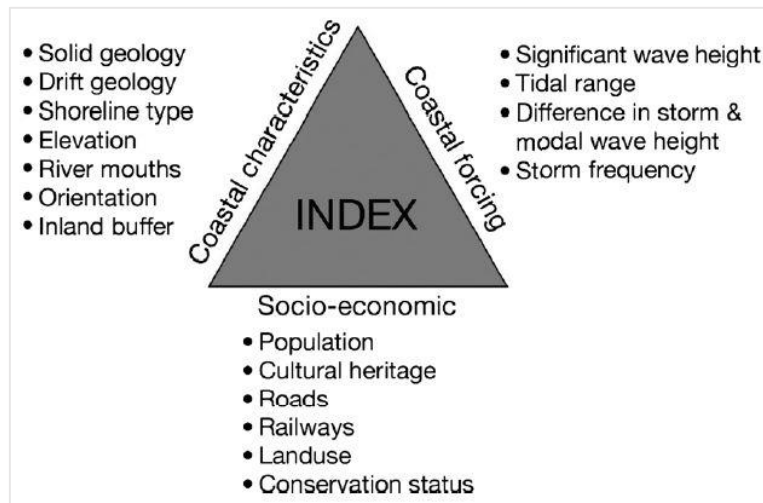 Coastal characteristics
• Solid geology
• Drift geology
• Shoreline type
• Elevation
• River mouths
• Orientation
• Inland buffer
Coastal forcing
• Significant wave height
• Tidal range
• Difference in storm &
modal wave height
• Storm frequency
INDEX
Socio-economic
• Population
• Cultural heritage
• Roads
• Railways
• Landuse
• Conservation status